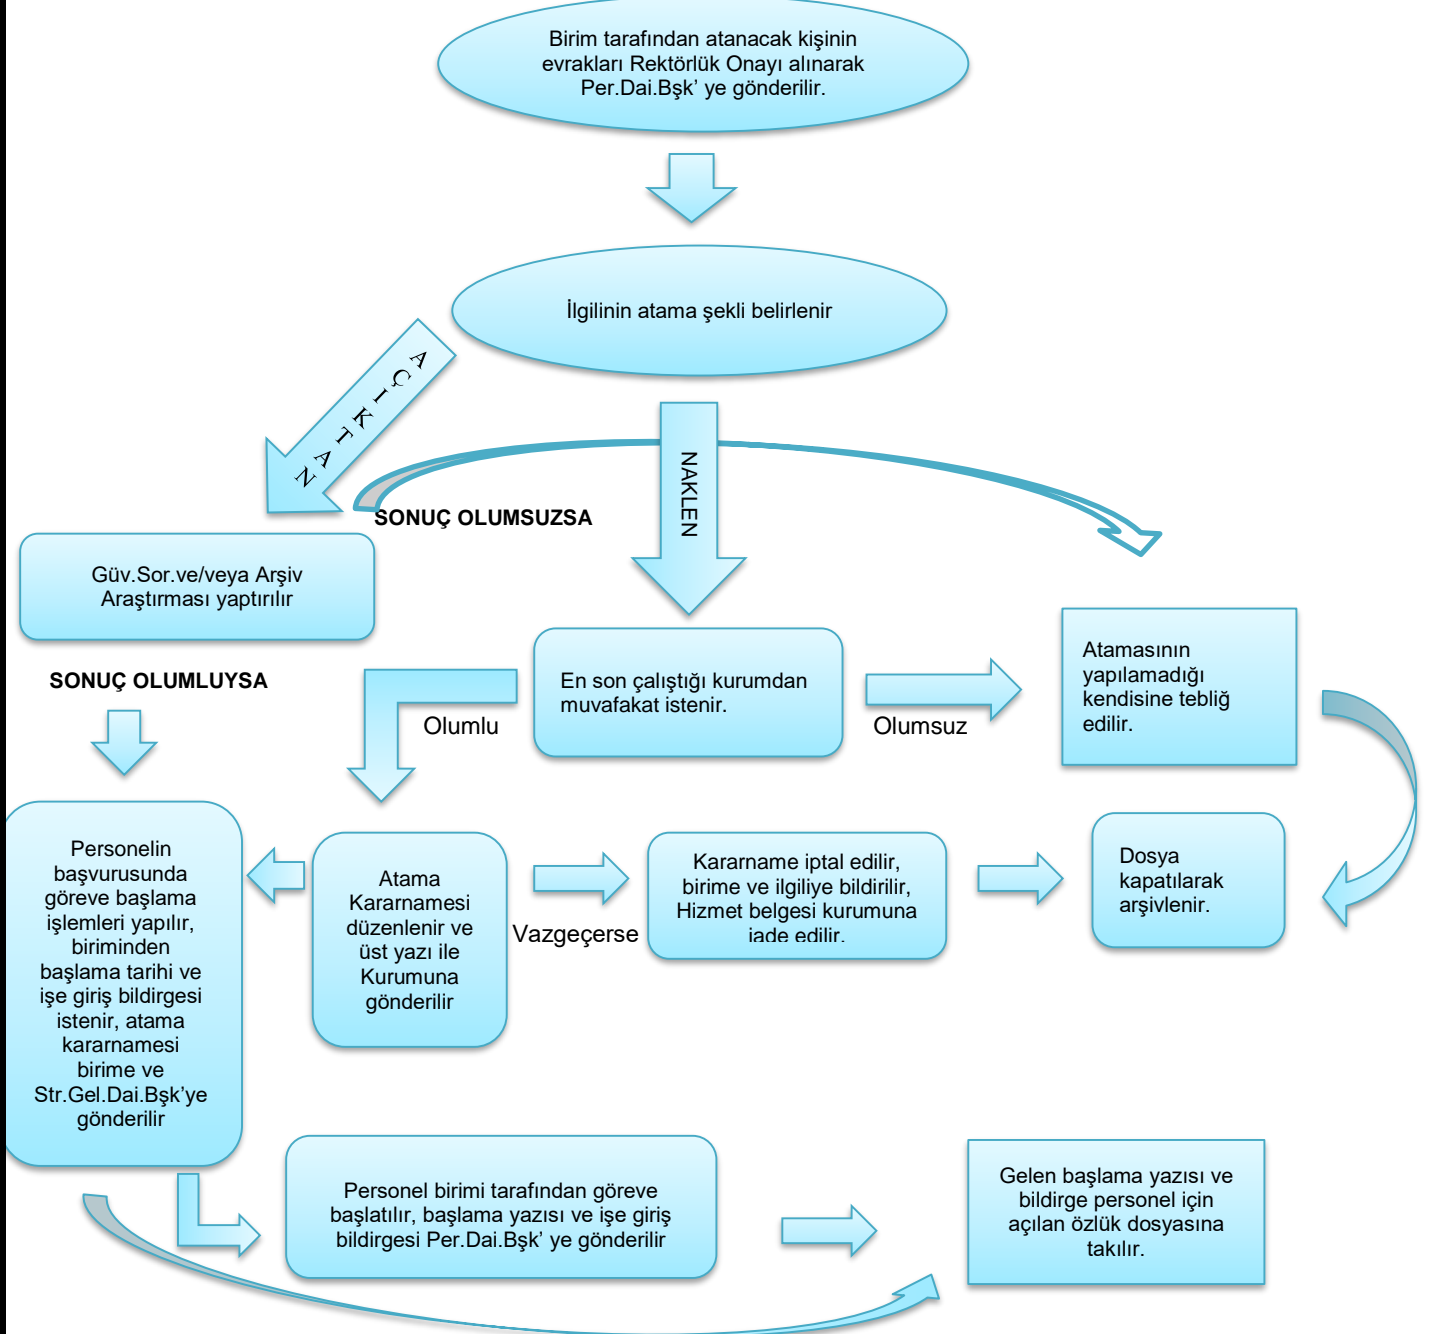 Birim tarafından atanacak kişinin
evrakları Rektörlük Onayı alınarak
Per.Dai.Bşk’ ye gönderilir.
İlgilinin atama şekli belirlenir
AÇIKTAN
NAKLEN
SONUÇ OLUMSUZSA
Güv.Sor.ve/veya Arşiv
Araştırması yaptırılır
SONUÇ OLUMLUYSA
En son çalıştığı kurumdan
muvafakat istenir.
Atamasının
yapılamadığı
kendisine tebliğ
edilir.
Olumlu
Olumsuz
Personelin
başvurusunda
göreve başlama
işlemleri yapılır,
biriminden
başlama tarihi ve
işe giriş bildirgesi
istenir, atama
kararnamesi
birime ve
Str.Gel.Dai.Bşk’ye
gönderilir
Atama
Kararnamesi
düzenlenir ve
üst yazı ile
Kurumuna
gönderilir
Vazgeçerse
Kararname iptal edilir,
birime ve ilgiliye bildirilir,
Hizmet belgesi kurumuna
iade edilir.
Dosya
kapatılarak
arşivlenir.
Personel birimi tarafından göreve
başlatılır, başlama yazısı ve işe giriş
bildirgesi Per.Dai.Bşk’ ye gönderilir
Gelen başlama yazısı ve
bildirge personel için
açılan özlük dosyasına
takılır.